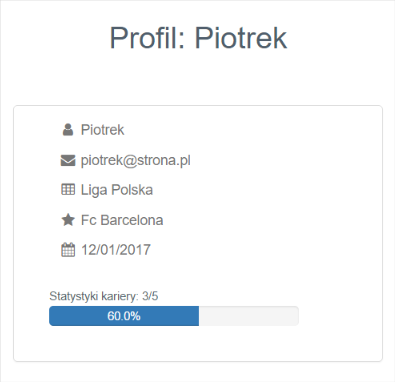 Profil: Piotrek
Piotrek
piotrek@strona.pl
Liga Polska
Fc Barcelona
12/01/2017
Statystyki kariery: 3/5
60.0%